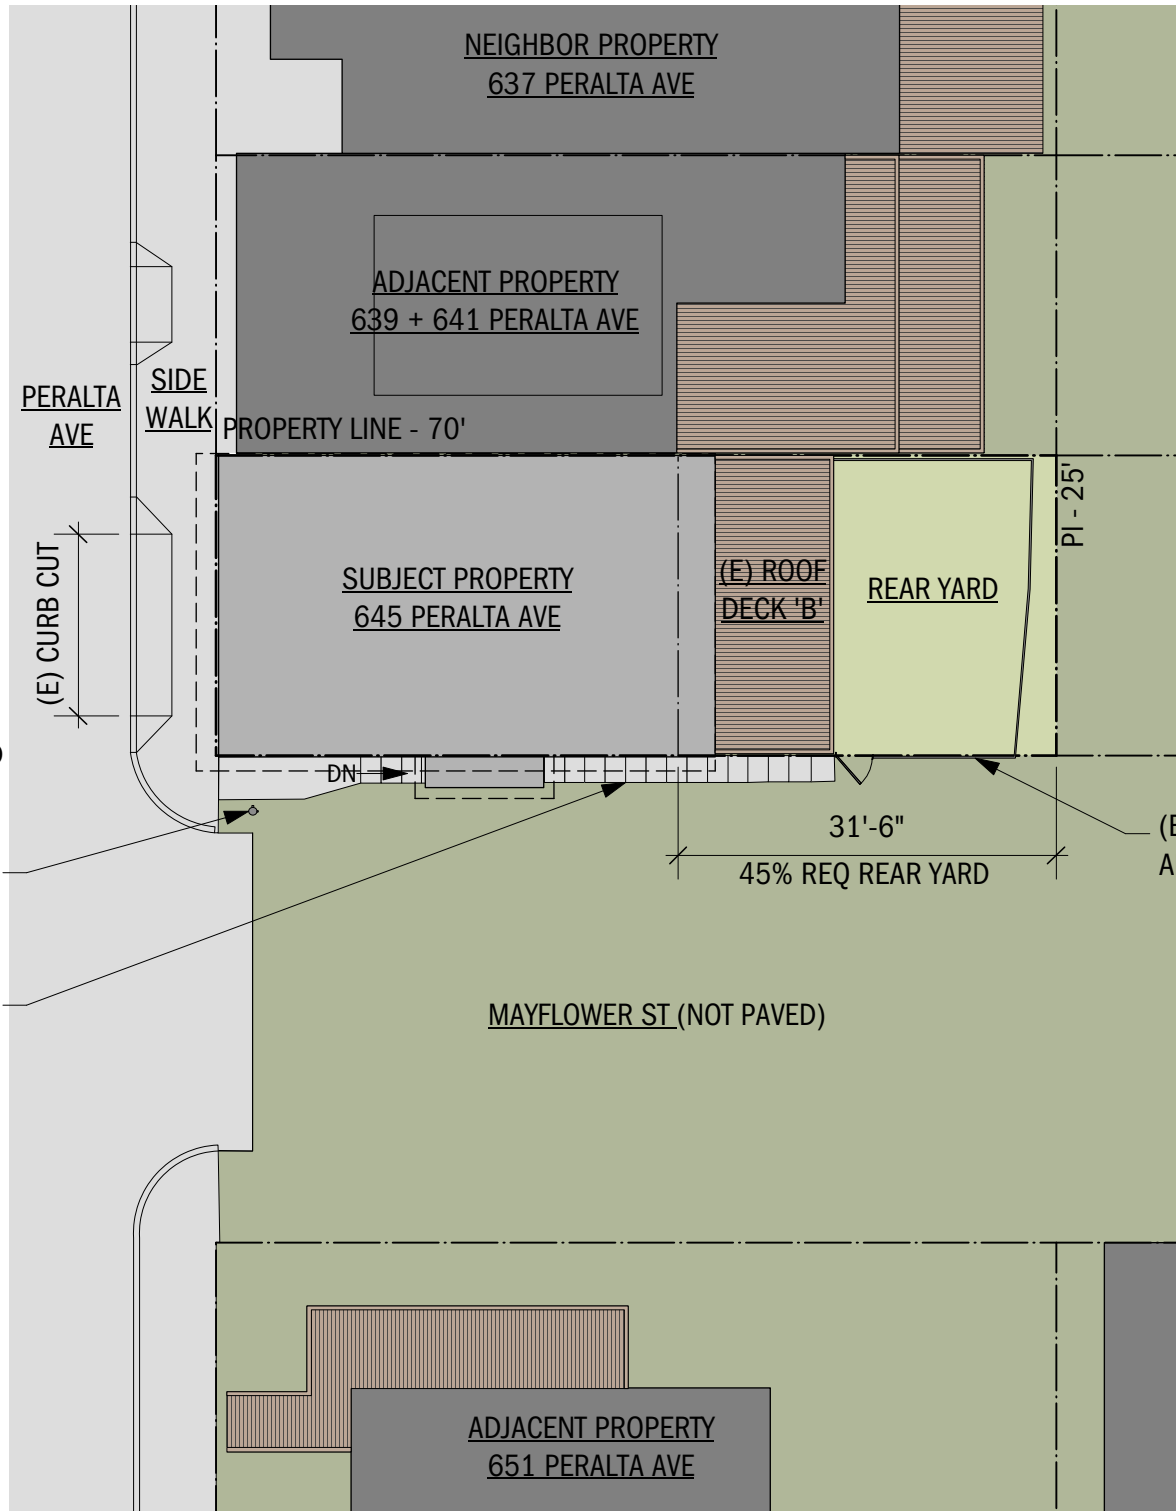 NEIGHBOR PROPERTY
637 PERALTA AVE
ADJACENT PROPERTY
639 + 641 PERALTA AVE
PERALTA
AVE
SIDE
WALK
PROPERTY LINE - 70'
Pl - 25'
(E) CURB CUT
SUBJECT PROPERTY
645 PERALTA AVE
(E) ROOF
DECK 'B'
REAR YARD
DN
31'-6"
45% REQ REAR YARD
(E
A
MAYFLOWER ST (NOT PAVED)
ADJACENT PROPERTY
651 PERALTA AVE